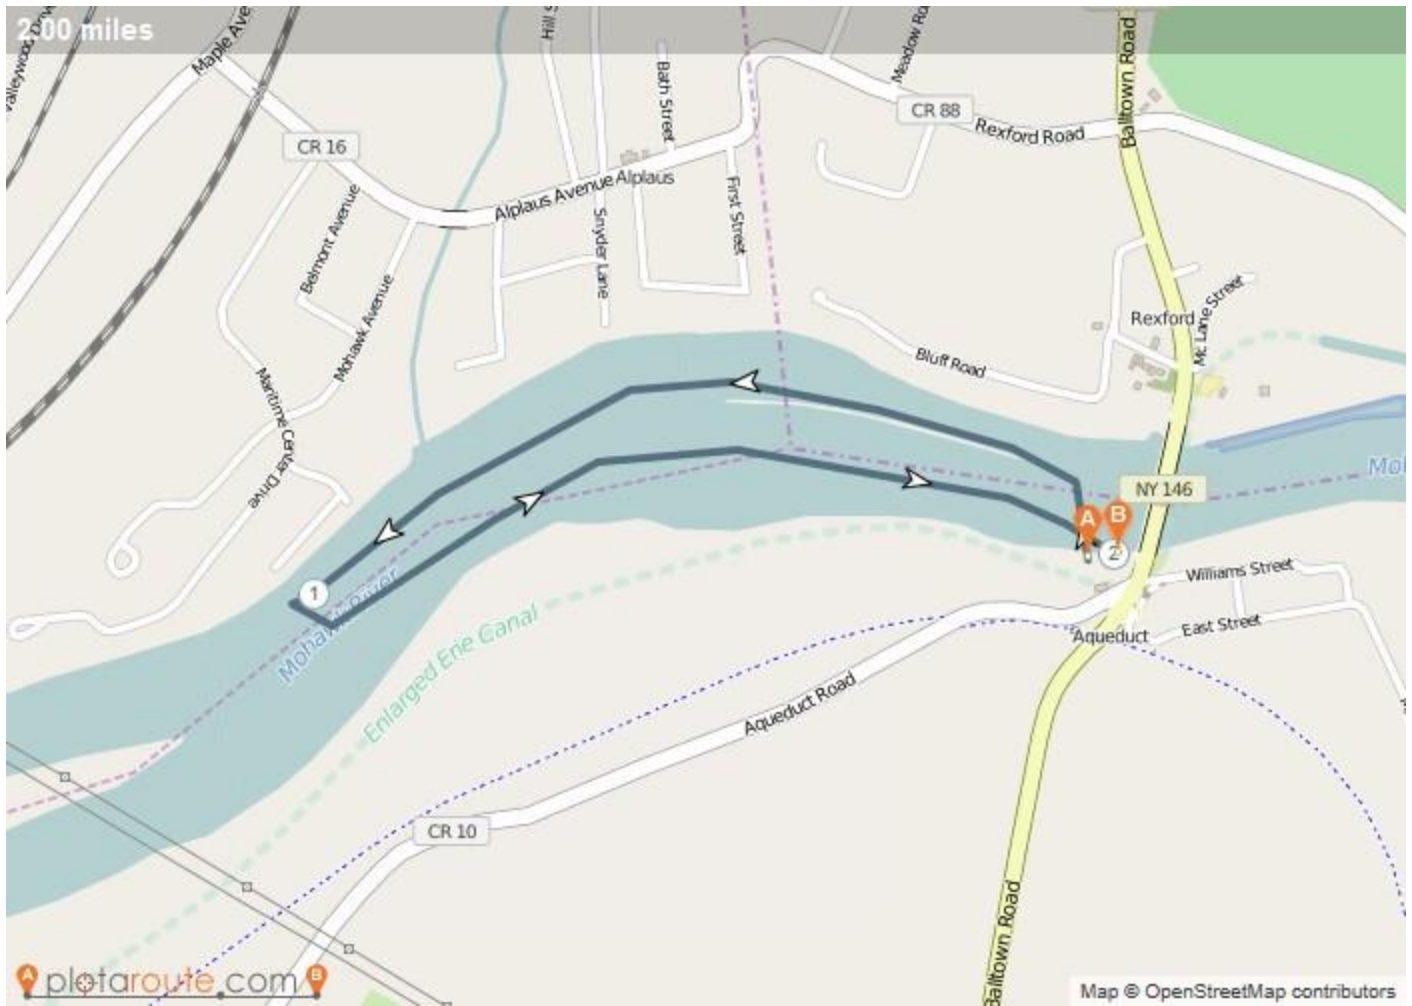 2.00 miles
Maple Ave
Hill S
Meadow Ro
Balltown Road
Bath Street
CR 88
Rexford Road
CR 16
Alplaus Avenue
Alplaus
First Street
Belmont Avenue
Snyder Lane
Mohawk Avenue
Mc Lane Street
Rexford
Bluff Road
Maritime Center Drive
Moh
NY 146
A
B
2
1
Williams Street
Mohawk River
Enlarged Erie Canal
East Street
Aqueduct
Aqueduct Road
CR 10
Balltown Road
A plotaroute.com B
Map © OpenStreetMap contributors